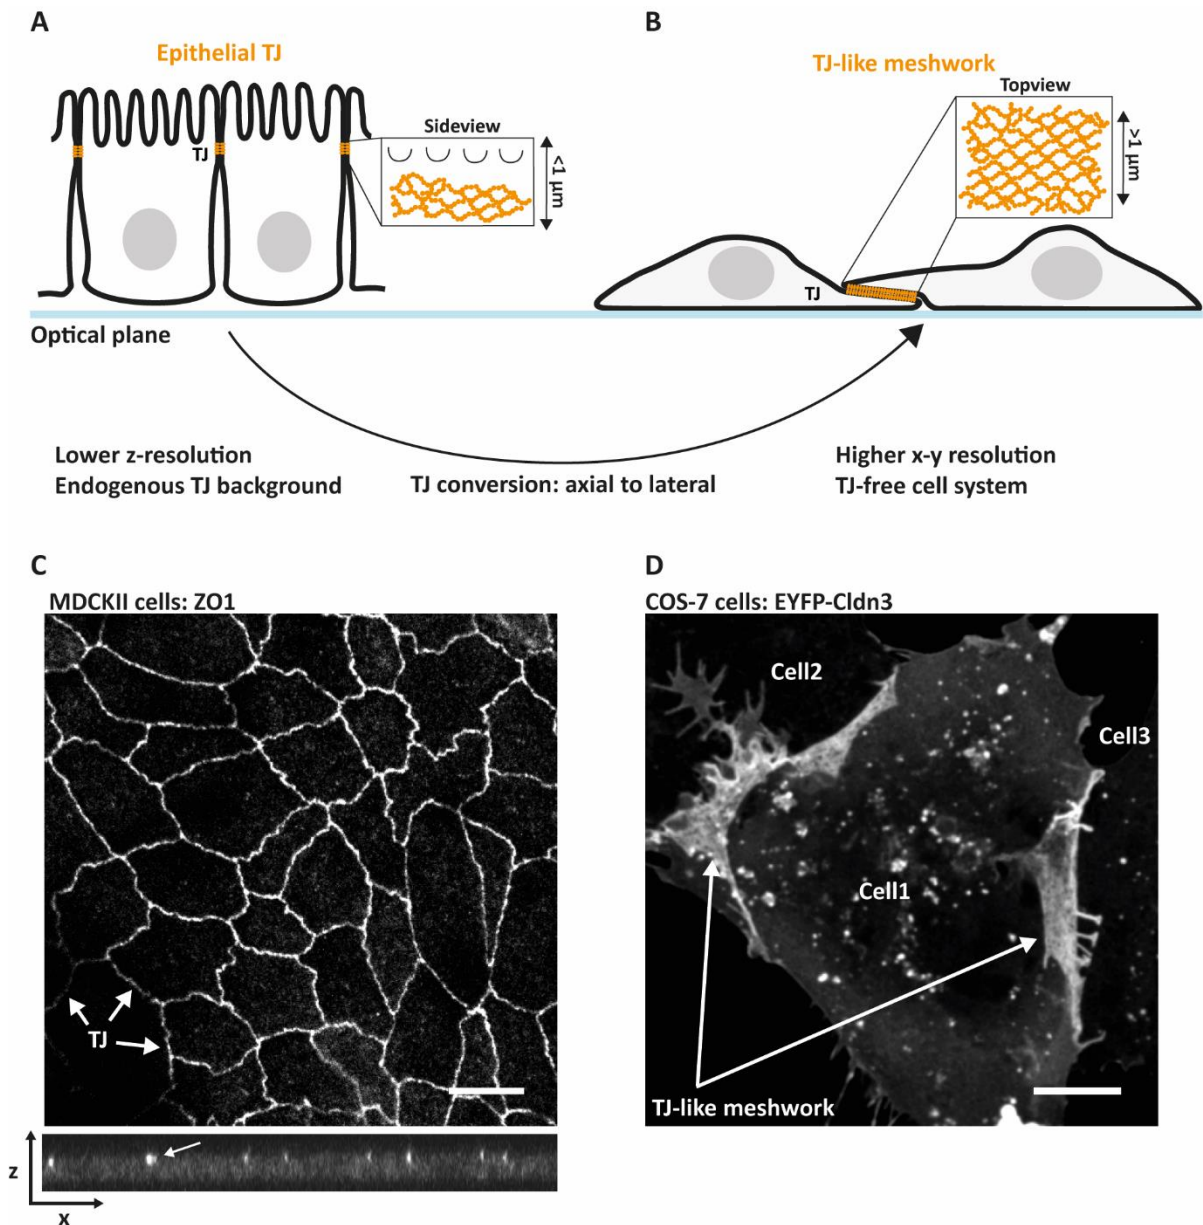 A
Epithelial TJ
TJ
Sideview
<1 µm
B
TJ-like meshwork
Topview
>1 µm
TJ
Optical plane
Lower z-resolution
Endogenous TJ background
TJ conversion: axial to lateral
Higher x-y resolution
TJ-free cell system
C
MDCKII cells: ZO1
TJ
z
x
D
COS-7 cells: EYFP-Cldn3
Cell2
Cell3
Cell1
TJ-like meshwork